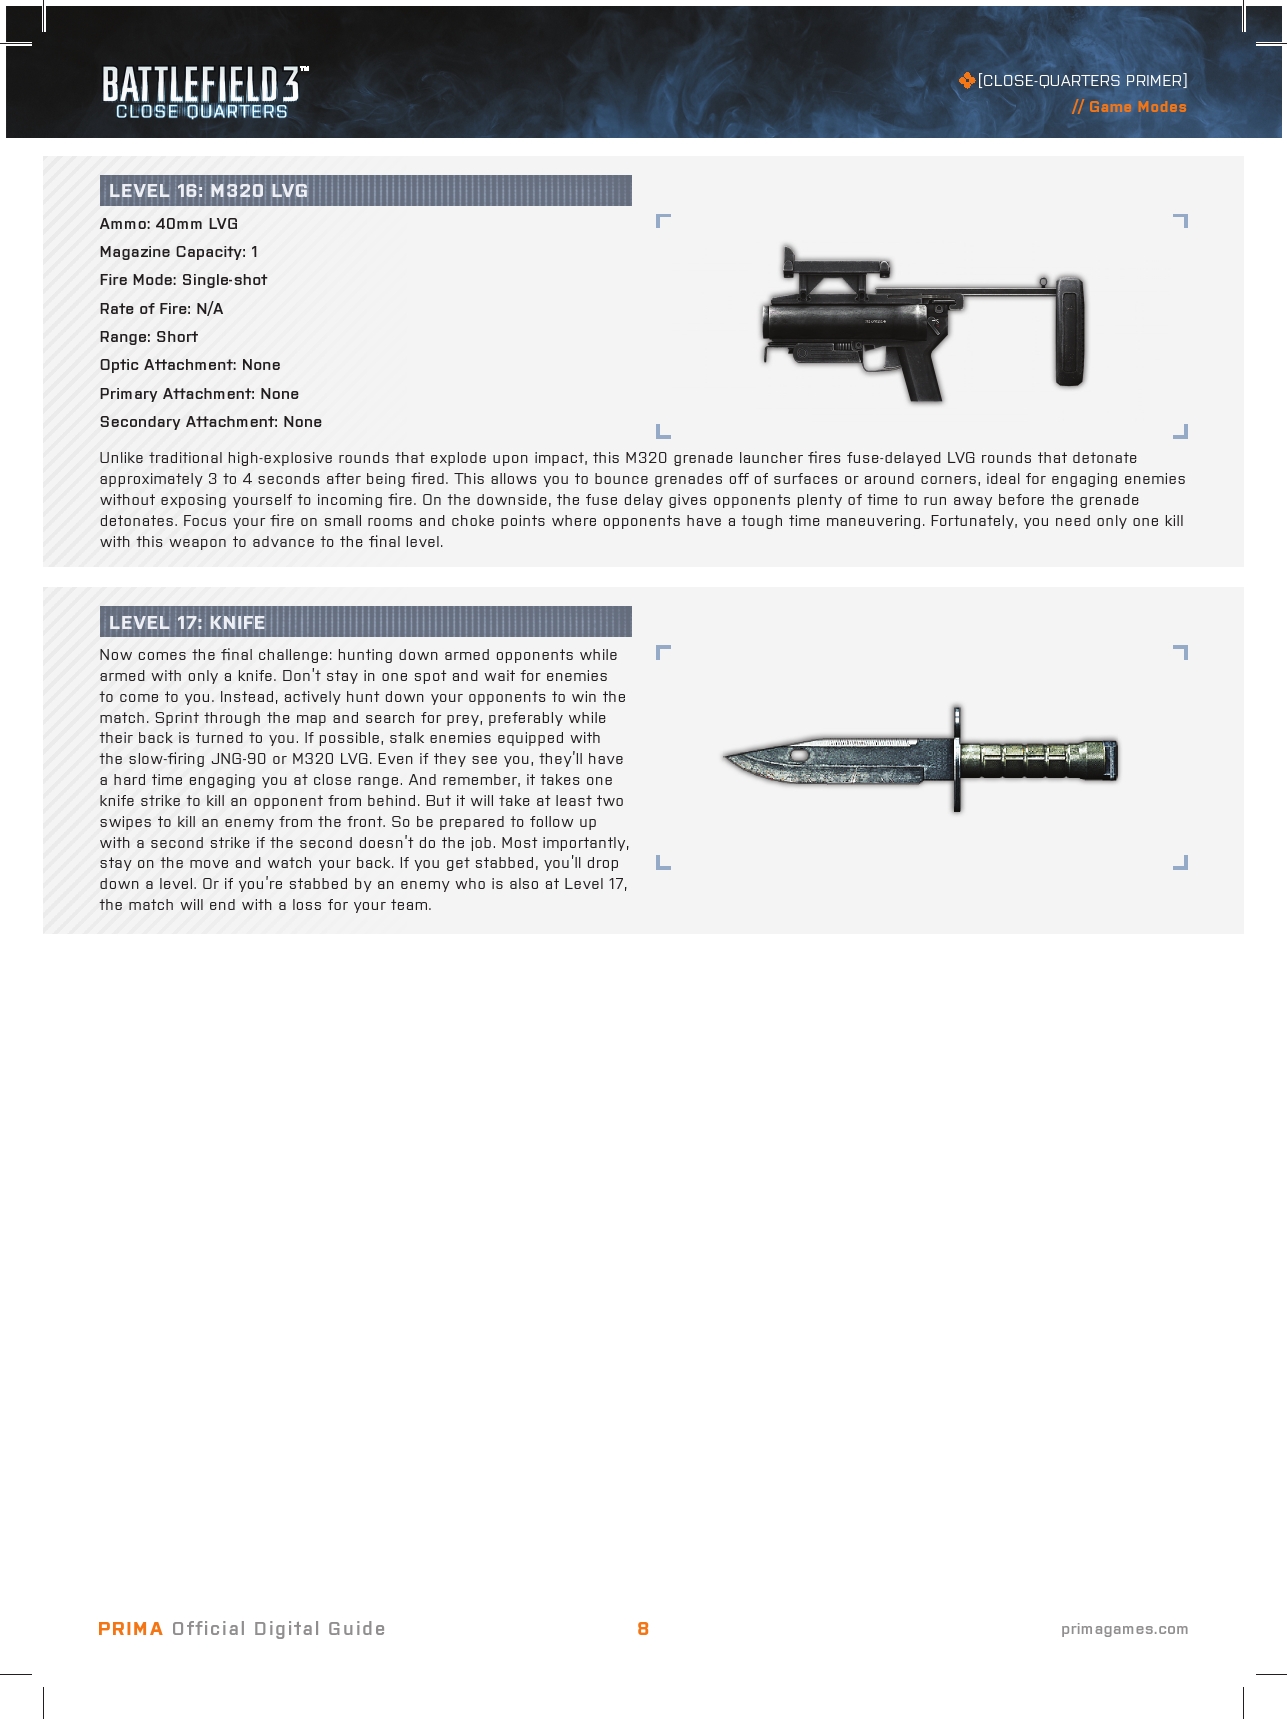 BATTLEFIELD 3™
CLOSE QUARTERS
[CLOSE-QUARTERS PRIMER]
// Game Modes
LEVEL 16: M320 LVG
Ammo: 40mm LVG
Magazine Capacity: 1
Fire Mode: Single-shot
Rate of Fire: N/A
Range: Short
Optic Attachment: None
Primary Attachment: None
Secondary Attachment: None
Unlike traditional high-explosive rounds that explode upon impact, this M320 grenade launcher fires fuse-delayed LVG rounds that detonate
approximately 3 to 4 seconds after being fired. This allows you to bounce grenades off of surfaces or around corners, ideal for engaging enemies
without exposing yourself to incoming fire. On the downside, the fuse delay gives opponents plenty of time to run away before the grenade
detonates. Focus your fire on small rooms and choke points where opponents have a tough time maneuvering. Fortunately, you need only one kill
with this weapon to advance to the final level.
LEVEL 17: KNIFE
Now comes the final challenge: hunting down armed opponents while
armed with only a knife. Don't stay in one spot and wait for enemies
to come to you. Instead, actively hunt down your opponents to win the
match. Sprint through the map and search for prey, preferably while
their back is turned to you. If possible, stalk enemies equipped with
the slow-firing JNG-90 or M320 LVG. Even if they see you, they'll have
a hard time engaging you at close range. And remember, it takes one
knife strike to kill an opponent from behind. But it will take at least two
swipes to kill an enemy from the front. So be prepared to follow up
with a second strike if the second doesn't do the job. Most importantly,
stay on the move and watch your back. If you get stabbed, you'll drop
down a level. Or if you're stabbed by an enemy who is also at Level 17,
the match will end with a loss for your team.
PRIMA Official Digital Guide
8
primagames.com